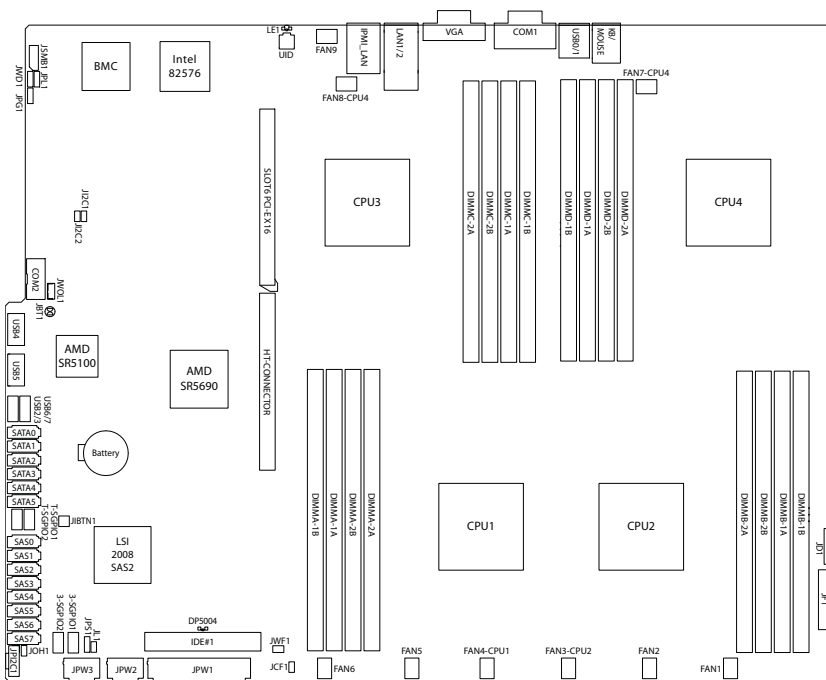 LE1
UID
FAN9
IPMI_LAN
LAN1/2
VGA
COM1
USB0/1
KB/
MOUSE
FAN8-CPU4
FAN7-CPU4
JSMB1
JPL1
JWD1
JPG1
BMC
Intel
82576
SLOT6 PCI-E X16
CPU3
DIMMC-2A
DIMMC-2B
DIMMC-1A
DIMMC-1B
DIMMD-1B
DIMMD-1A
DIMMD-2B
DIMMD-2A
CPU4
JI2C1
JI2C2
COM2
JWOL1
JBT1
USB4
USB5
AMD
SR5100
AMD
SR5690
HT-CONNECTOR
USB6/7
USB2/3
SATA0
SATA1
SATA2
SATA3
SATA4
SATA5
Battery
T-SGPIO1
T-SGPIO2
JIBTN1
LSI
2008
SAS2
SAS0
SAS1
SAS2
SAS3
SAS4
SAS5
SAS6
SAS7
DIMMA-1B
DIMMA-1A
DIMMA-2B
DIMMA-2A
CPU1
CPU2
DIMMB-2A
DIMMB-2B
DIMMB-1A
DIMMB-1B
JD1
JF1
3-SGPIO2
3-SGPIO1
JPS1
JL1
JOH1
JPI2C1
DP5004
IDE#1
JWF1
JCF1
JPW3
JPW2
JPW1
FAN6
FAN5
FAN4-CPU1
FAN3-CPU2
FAN2
FAN1